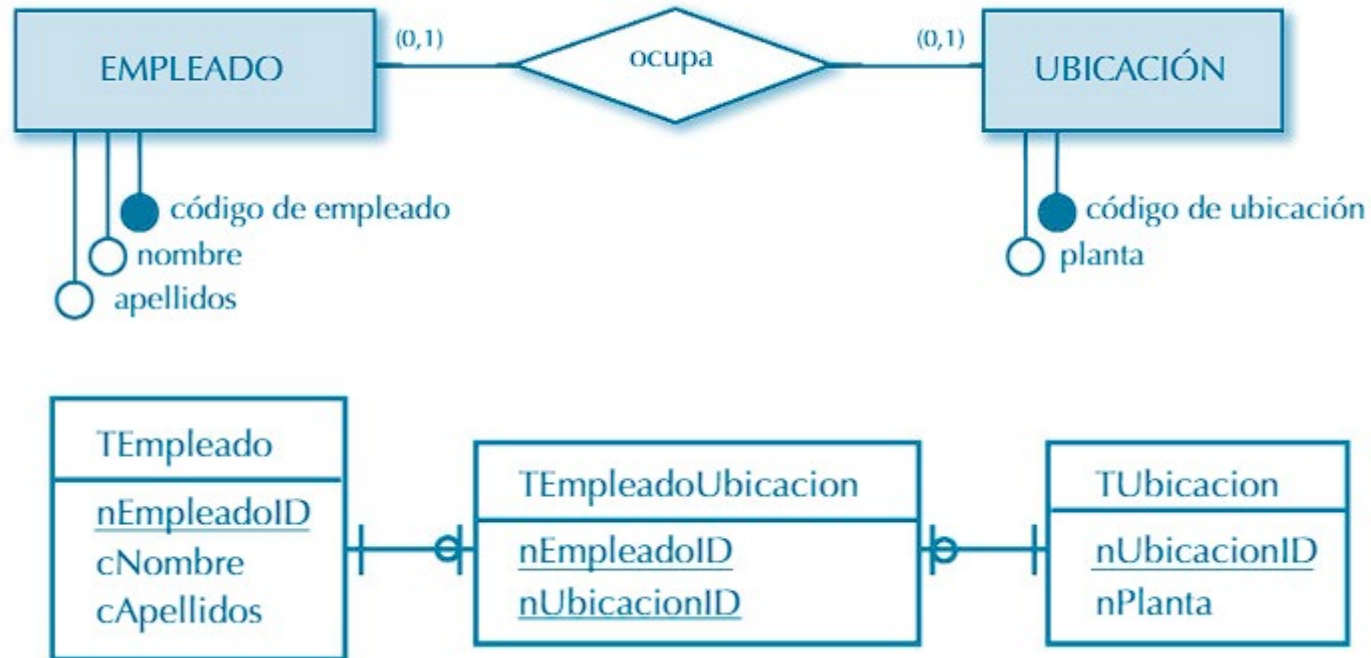 EMPLEADO
(0,1)
ocupa
(0,1)
UBICACIÓN
código de empleado
nombre
apellidos
código de ubicación
planta
TEmpleado
nEmpleadoID
cNombre
cApellidos
TEmpleadoUbicacion
nEmpleadoID
nUbicacionID
TUbicacion
nUbicacionID
nPlanta